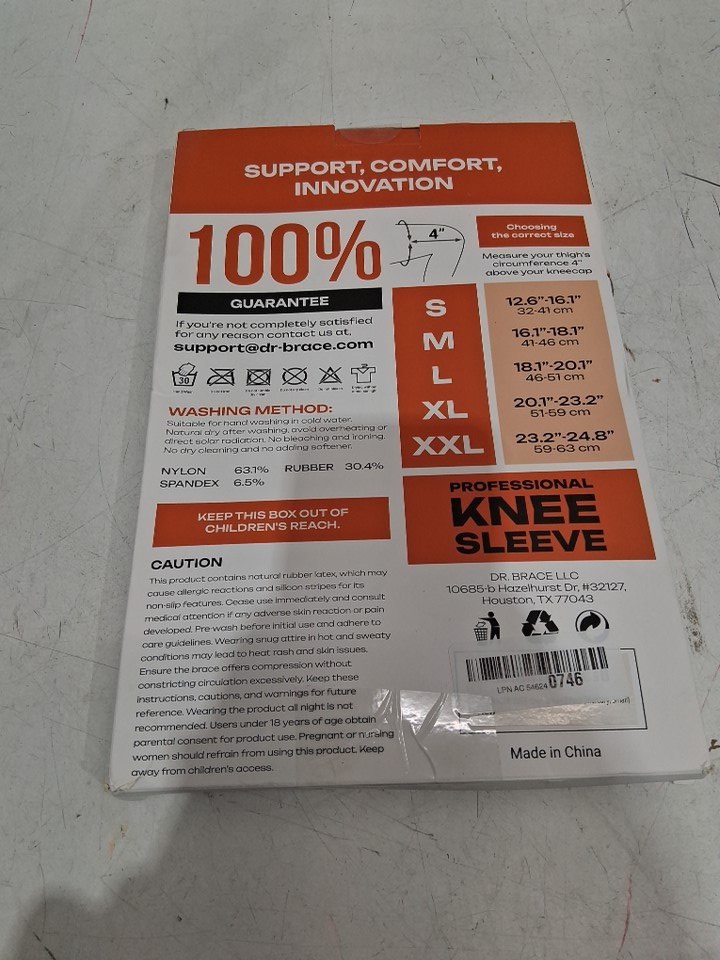 SUPPORT, COMFORT,
INNOVATION
100%
GUARANTEE
If you're not completely satisfied
for any reason contact us at,
support@dr-brace.com
30
WASHING METHOD:
Suitable for hand washing in cold water.
Natural dry after washing, avoid overheating or
direct solar radiation. No bleaching and ironing.
No dry cleaning and no adding softener.
NYLON 63.1% RUBBER 30.4%
SPANDEX 6.5%
KEEP THIS BOX OUT OF
CHILDREN'S REACH.
CAUTION
This product contains natural rubber latex, which may
cause allergic reactions and silicon stripes for its
non-slip features. Cease use immediately and consult
medical attention if any adverse skin reaction or pain
developed. Pre wash before initial use and adhere to
care guidelines. Wearing snug attire in hot and sweaty
conditions may lead to heat rash and skin issues.
Ensure the brace offers compression without
constricting circulation excessively. Keep these
instructions, cautions, and warnings for future
reference. Wearing the product all night is not
recommended. Users under 18 years of age obtain
parental consent for product use. Pregnant or nursing
women should refrain from using this product. Keep
away from children's access.
4"
Choosing
the correct size
Measure your thigh's
circumference 4"
above your kneecap
S 12.6"-16.1"
32-41 cm
M 16.1"-18.1"
41-46 cm
L 18.1"-20.1"
46-51 cm
XL 20.1"-23.2"
51-59 cm
XXL 23.2"-24.8"
59-63 cm
PROFESSIONAL
KNEE
SLEEVE
DR. BRACE LLC
10685-b Hazelhurst Dr, #32127,
Houston, TX 77043
LPN AC 54624 0746
Small)
Made in China